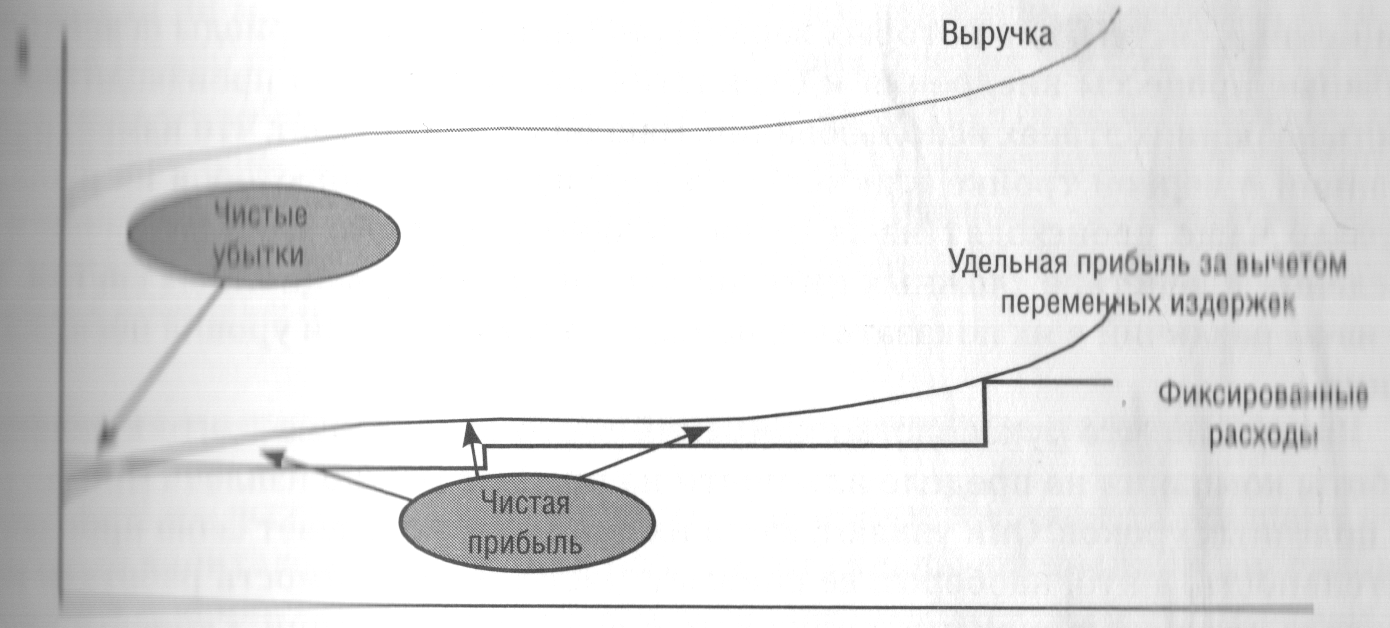 Выручка
Чистые
убытки
Удельная прибыль за вычетом
переменных издержек
Фиксированные
расходы
Чистая
прибыль